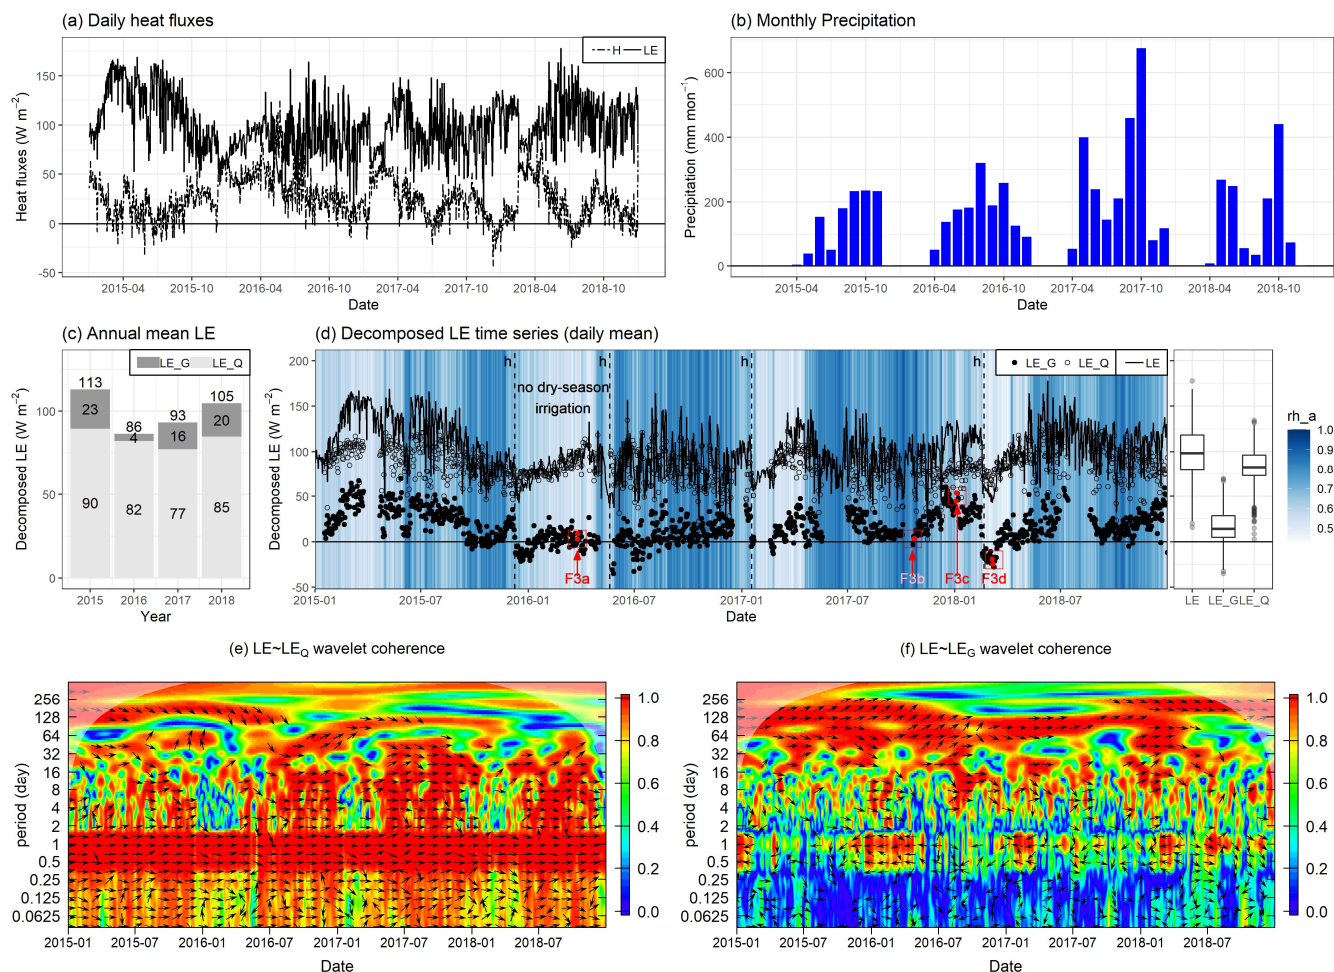 (a) Daily heat fluxes
Heat fluxes (W m⁻²)
150
100
50
0
-50
H LE
2015-04 2015-10 2016-04 2016-10 2017-04 2017-10 2018-04 2018-10
Date
(b) Monthly Precipitation
Precipitation (mm mon⁻¹)
600
400
200
0
2015-04 2015-10 2016-04 2016-10 2017-04 2017-10 2018-04 2018-10
Date
(c) Annual mean LE
Decomposed LE (W m⁻²)
LE_G LE_Q
100
50
0
113
23
90
86
4
82
93
16
77
105
20
85
2015 2016 2017 2018
Year
(d) Decomposed LE time series (daily mean)
Decomposed LE (W m⁻²)
200
150
100
50
0
-50
h h h h
LE_G LE_Q LE
no dry-season
irrigation
F3a F3b F3c F3d
2015-01 2015-07 2016-01 2016-07 2017-01 2017-07 2018-01 2018-07
Date
LE LE_G LE_Q
rh_a
1.0
0.9
0.8
0.7
0.6
0.5
(e) LE~LE_Q wavelet coherence
period (day)
256
128
64
32
16
8
4
2
1
0.5
0.25
0.125
0.0625
2015-01 2015-07 2016-01 2016-07 2017-01 2017-07 2018-01 2018-07
Date
1.0
0.8
0.6
0.4
0.2
0.0
(f) LE~LE_G wavelet coherence
period (day)
256
128
64
32
16
8
4
2
1
0.5
0.25
0.125
0.0625
2015-01 2015-07 2016-01 2016-07 2017-01 2017-07 2018-01 2018-07
Date
1.0
0.8
0.6
0.4
0.2
0.0